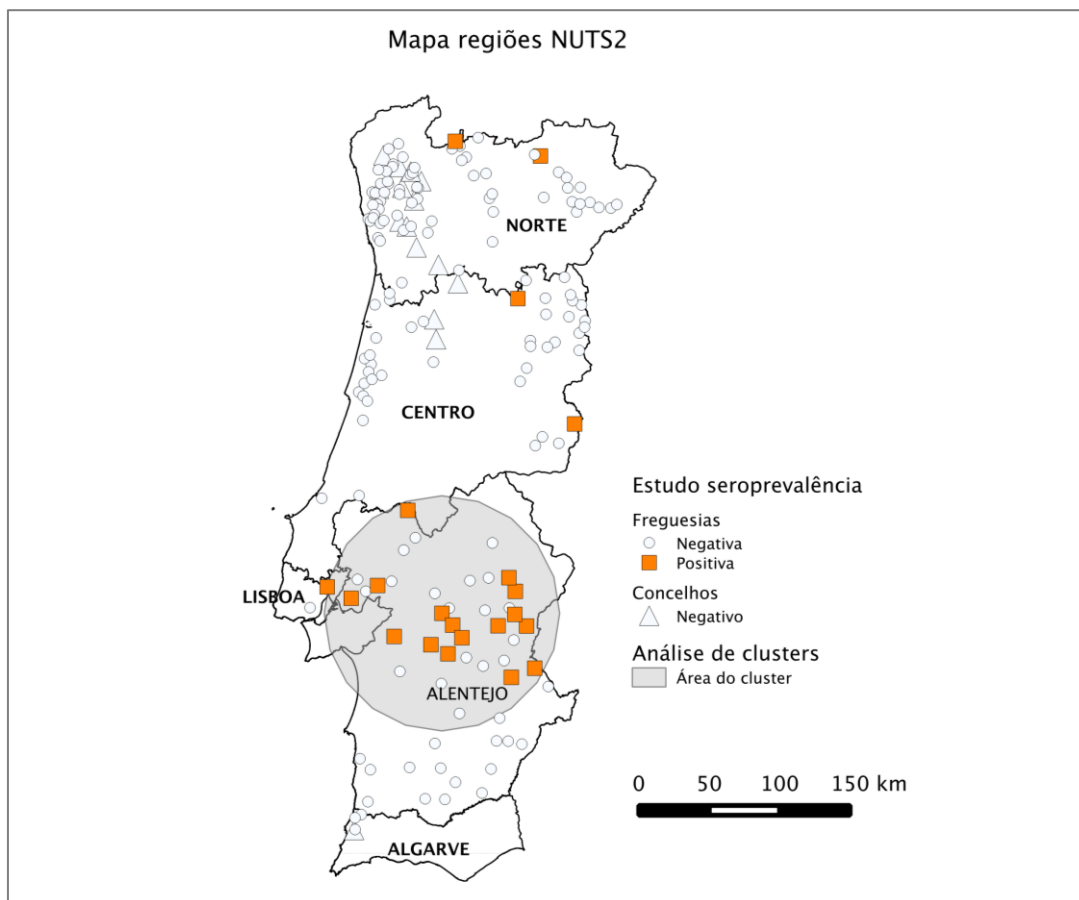 Mapa regiões NUTS2
NORTE
CENTRO
LISBOA
ALENTEJO
ALGARVE
Estudo seroprevalência
Freguesias
Negativa
Positiva
Concelhos
Negativo
Análise de clusters
Área do cluster
0 50 100 150 km